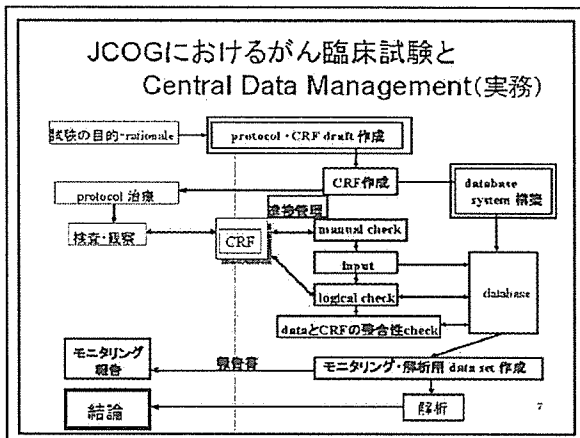 JCOGにおけるがん臨床試験と
Central Data Management(実務)
試験の目的・rationale
protocol・CRF draft 作成
CRF作成
database
system 構築
protocol 治療
進捗管理
検査・観察
CRF
manual check
input
logical check
database
dataとCRFの整合性check
モニタリング
報告
報告書
モニタリング・解析用 data set 作成
結論
解析
7